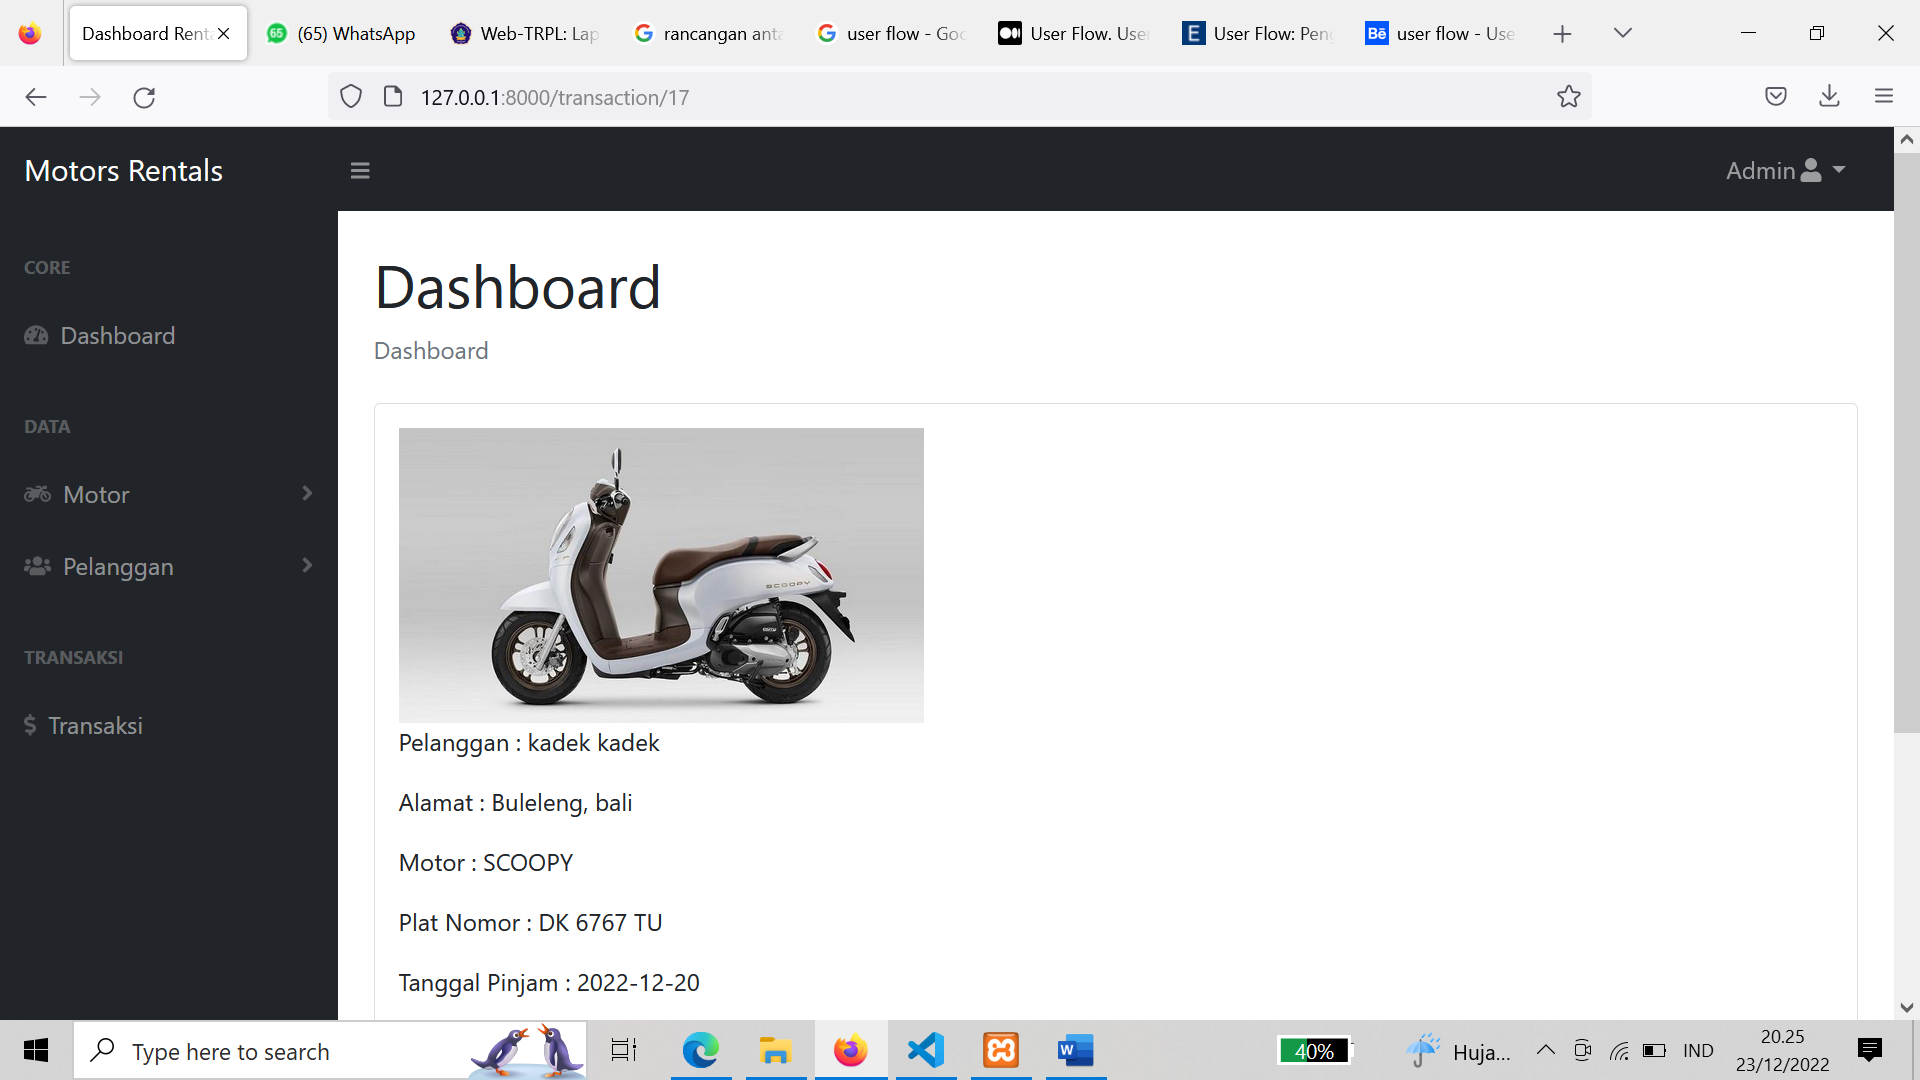 Dashboard Renta
(65) WhatsApp
Web-TRPL: Lap
rancangan anta
user flow - Goo
User Flow. User
User Flow: Peng
user flow - Use
127.0.0.1:8000/transaction/17
Motors Rentals
Admin
CORE
Dashboard
DATA
Motor
Pelanggan
TRANSAKSI
Transaksi
Dashboard
Dashboard
SCOOPY
Pelanggan : kadek kadek
Alamat : Buleleng, bali
Motor : SCOOPY
Plat Nomor : DK 6767 TU
Tanggal Pinjam : 2022-12-20
Type here to search
40%
Huja...
IND
20.25
23/12/2022